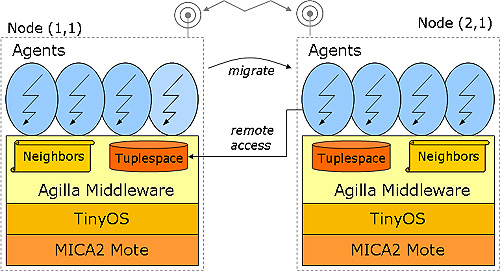 Node (1,1)
Node (2,1)
Agents
Agents
migrate
remote
access
Neighbors
Tuplespace
Tuplespace
Neighbors
Agilla Middleware
Agilla Middleware
TinyOS
TinyOS
MICA2 Mote
MICA2 Mote